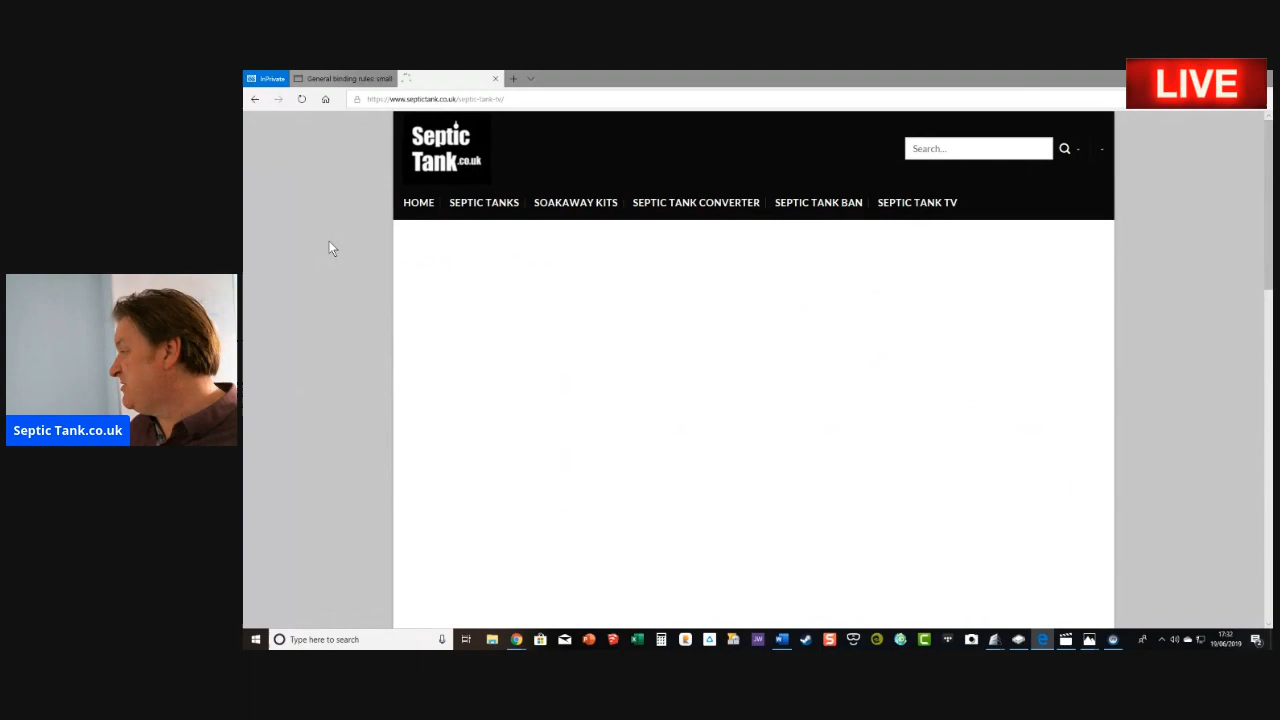 InPrivate
General binding rules: small
LIVE
https://www.septictank.co.uk/septic-tank-tv/
Septic
Tank.co.uk
Search...
HOME
SEPTIC TANKS
SOAKAWAY KITS
SEPTIC TANK CONVERTER
SEPTIC TANK BAN
SEPTIC TANK TV
Septic Tank.co.uk
Type here to search
17:32
19/06/2019